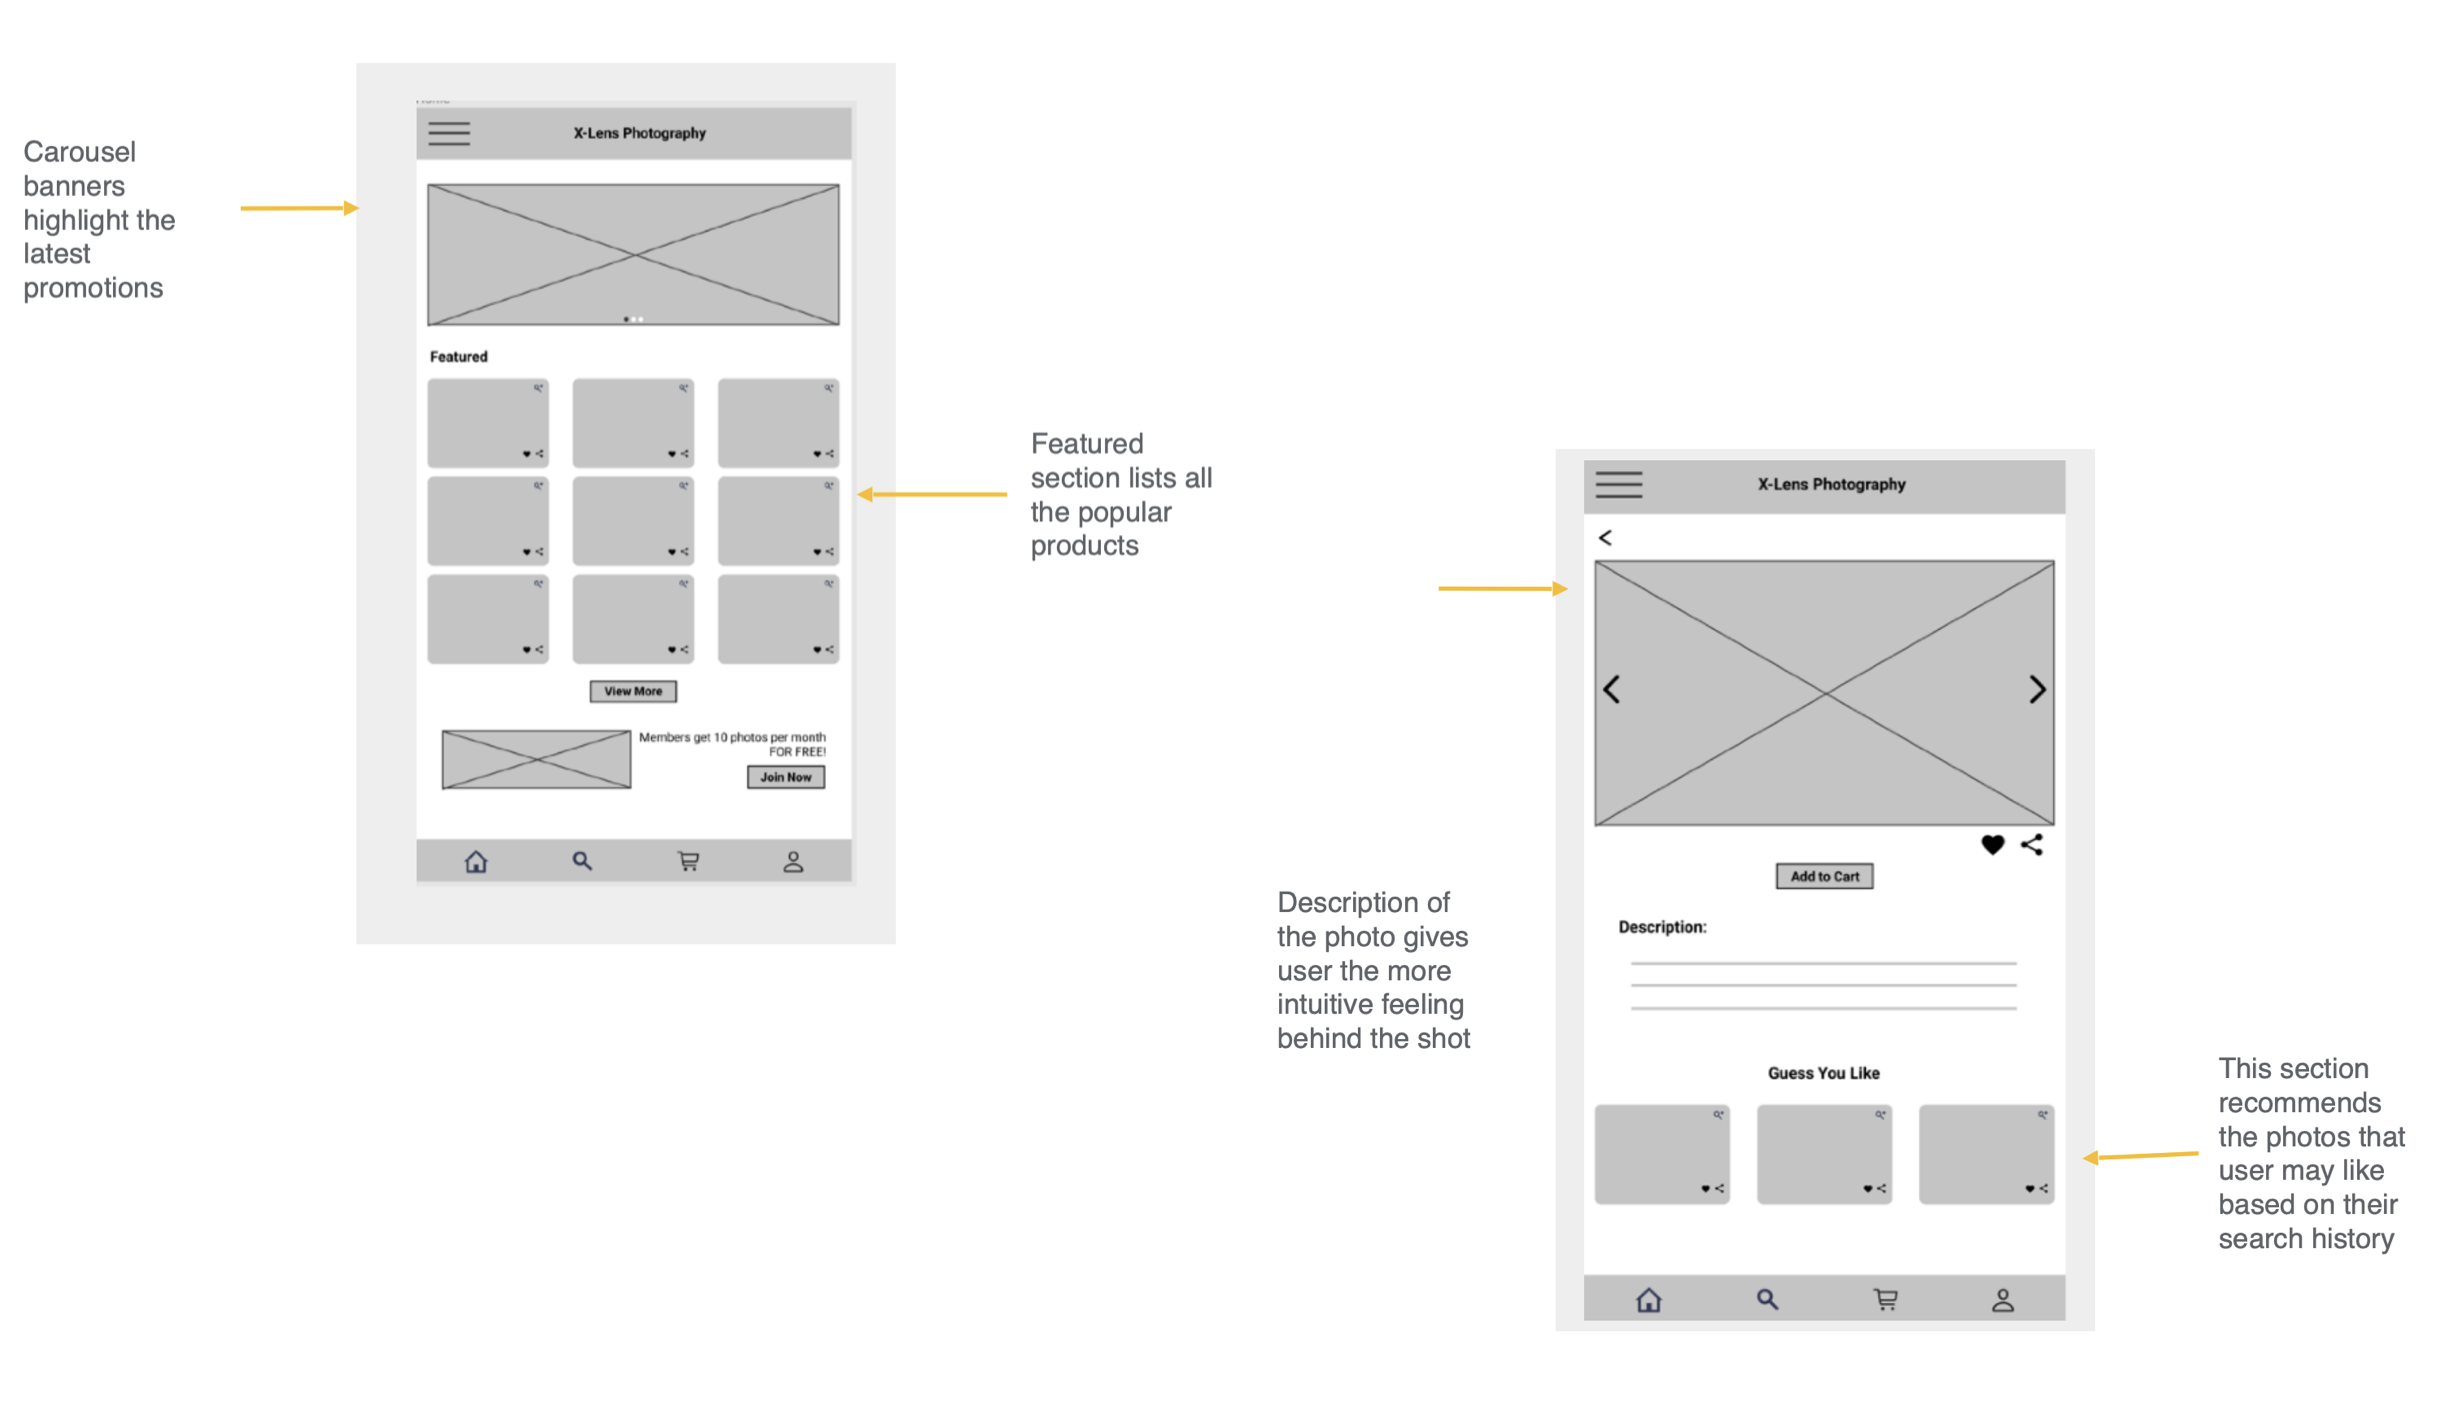 Carousel
banners
highlight the
latest
promotions
Home
X-Lens Photography
Featured
View More
Members get 10 photos per month
FOR FREE!
Join Now
Featured
section lists all
the popular
products
X-Lens Photography
<
Add to Cart
Description:
Guess You Like
Description of
the photo gives
user the more
intuitive feeling
behind the shot
This section
recommends
the photos that
user may like
based on their
search history